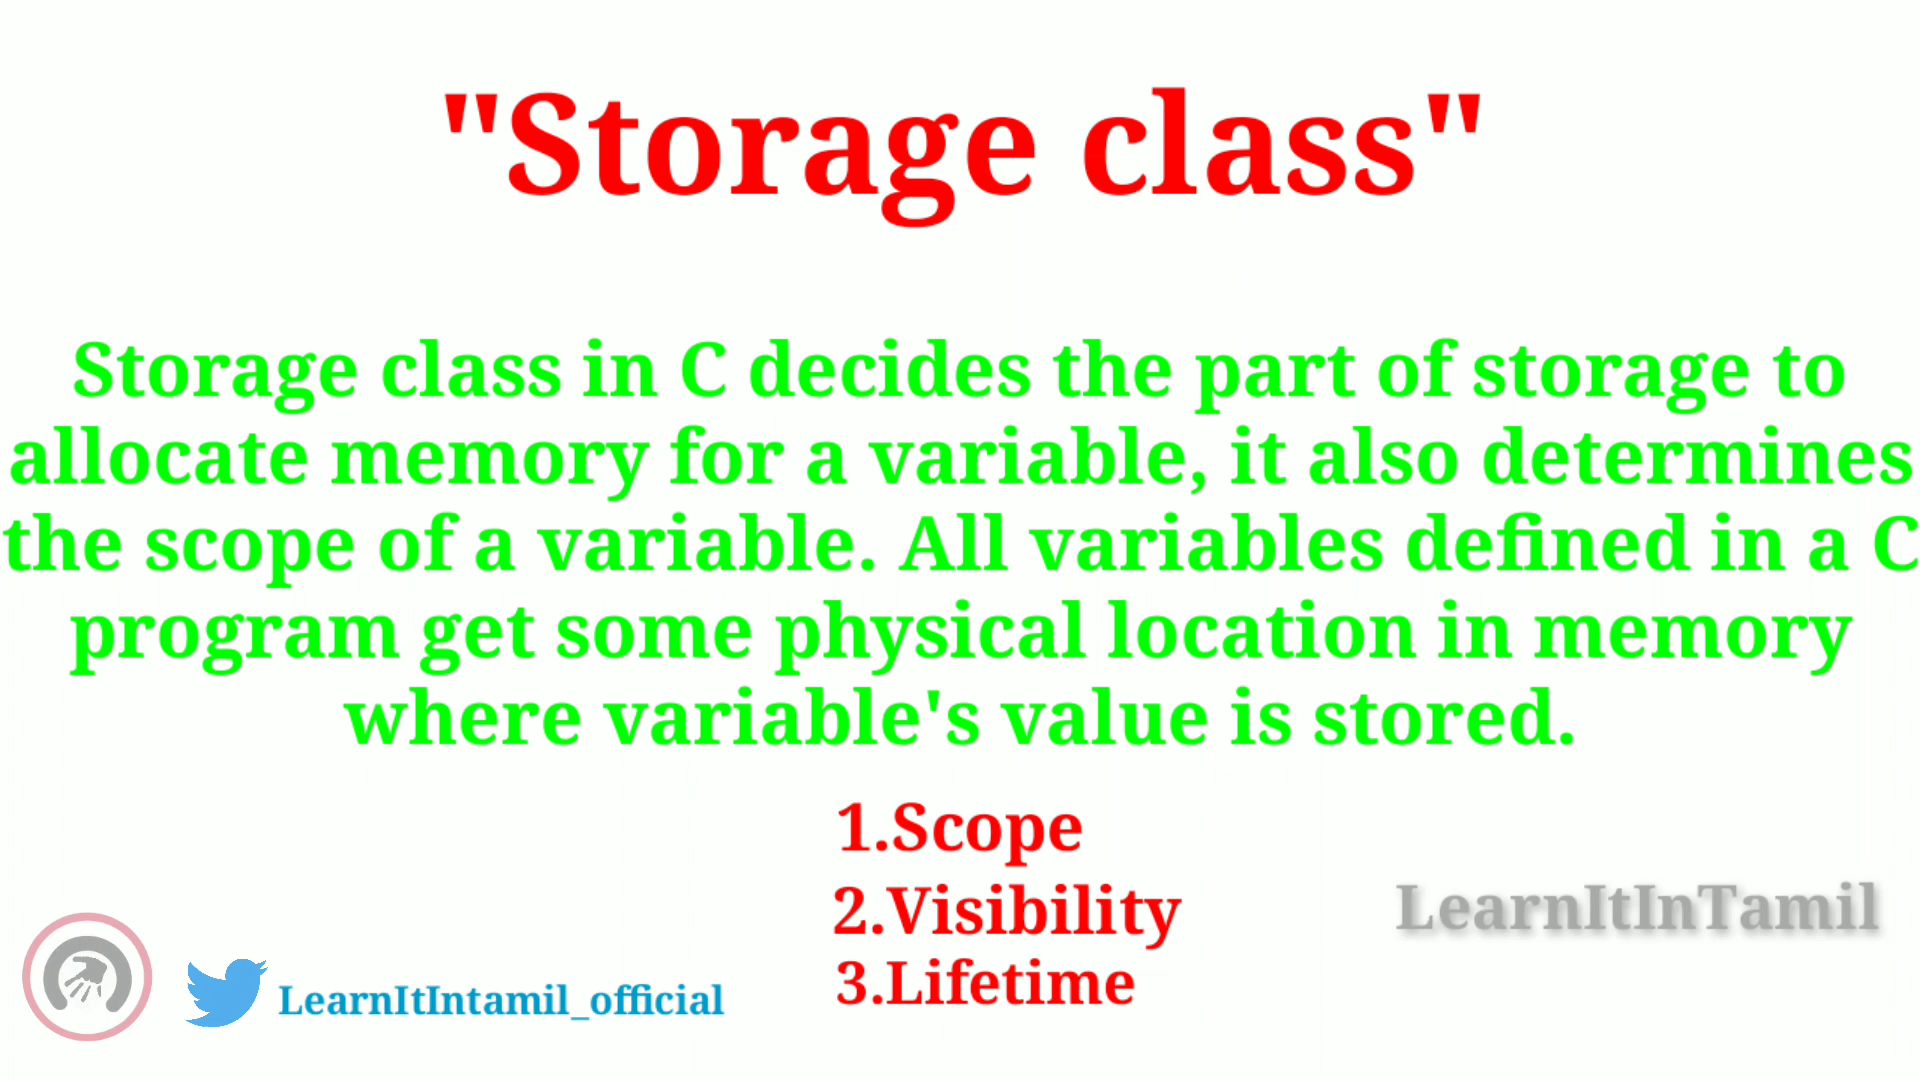 "Storage class"
Storage class in C decides the part of storage to
allocate memory for a variable, it also determines
the scope of a variable. All variables defined in a C
program get some physical location in memory
where variable's value is stored.
1.Scope
2.Visibility
3.Lifetime
LearnItInTamil
LearnItIntamil_official